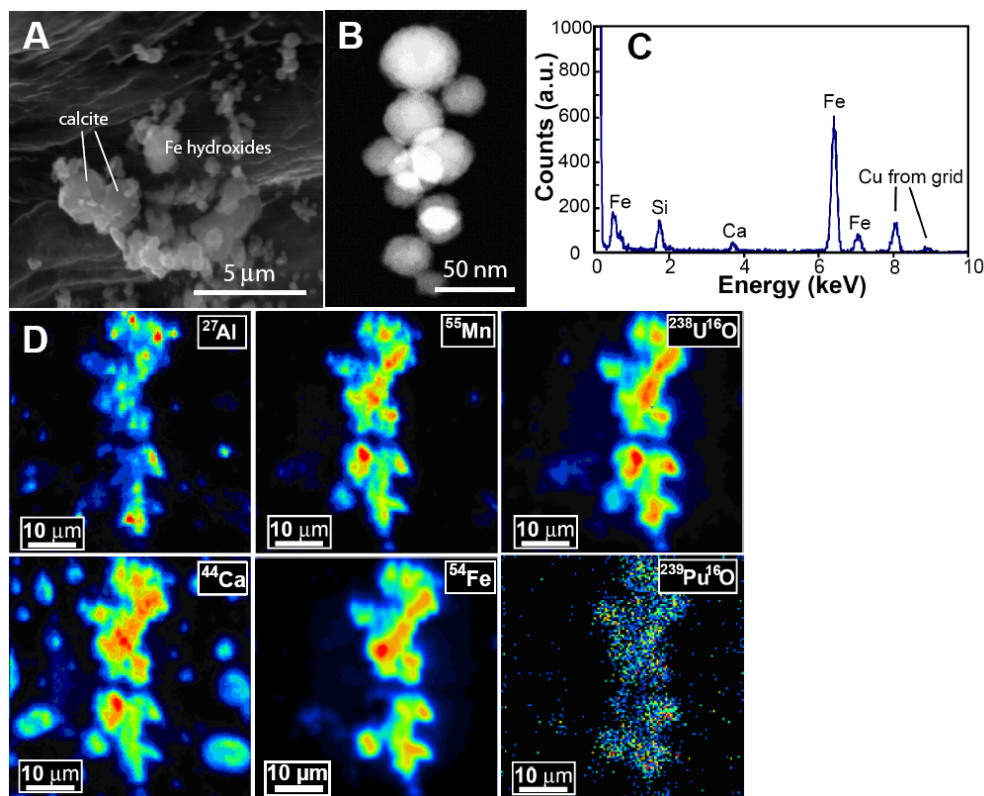 A
calcite
Fe hydroxides
5 μm
B
50 nm
C
Counts (a.u.)
1000
800
600
400
200
0
Fe
Si
Ca
Fe
Fe
Cu from grid
0 2 4 6 8 10
Energy (keV)
D
²⁷Al
10 μm
⁵⁵Mn
10 μm
²³⁸U¹⁶O
10 μm
⁴⁴Ca
10 μm
⁵⁴Fe
10 µm
²³⁹Pu¹⁶O
10 μm